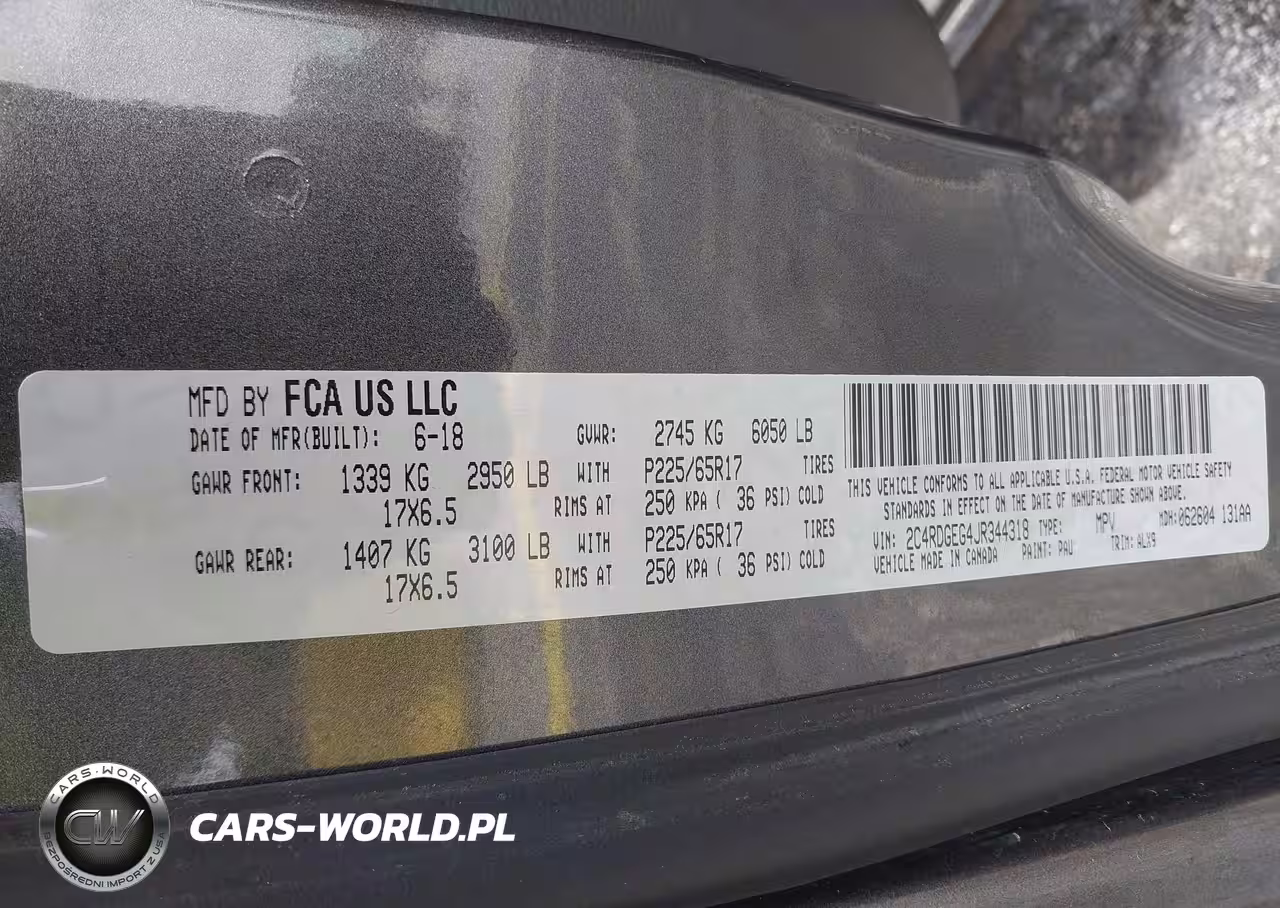 MFD BY FCA US LLC
DATE OF MFR(BUILT): 6-18 GVWR: 2745 KG 6050 LB
GAWR FRONT: 1339 KG 2950 LB WITH P225/65R17 TIRES
17X6.5 RIMS AT 250 KPA ( 36 PSI) COLD
GAWR REAR: 1407 KG 3100 LB WITH P225/65R17 TIRES
17X6.5 RIMS AT 250 KPA ( 36 PSI) COLD
THIS VEHICLE CONFORMS TO ALL APPLICABLE U.S.A. FEDERAL MOTOR VEHICLE SAFETY
STANDARDS IN EFFECT ON THE DATE OF MANUFACTURE SHOWN ABOVE.
VIN: 2C4RDGEG4JR344318 TYPE: MPV MDH:062604 131AA
VEHICLE MADE IN CANADA PAINT: PAU TRIM: ALX9
CARS-WORLD
CW
BEZPOŚREDNI IMPORT Z USA
CARS-WORLD.PL